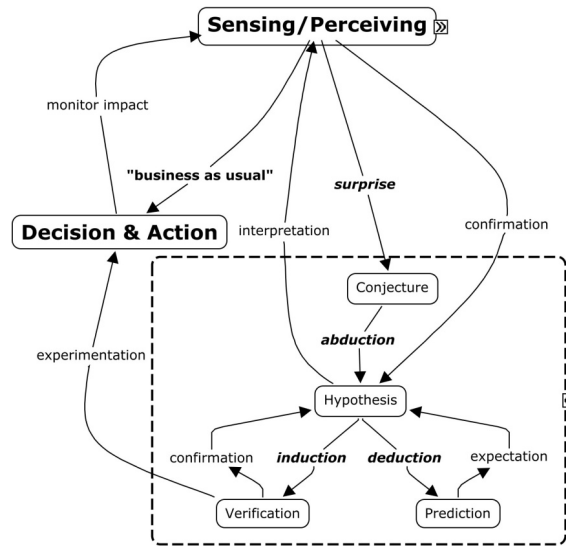 Sensing/Perceiving
monitor impact
"business as usual"
surprise
Decision & Action
interpretation
confirmation
Conjecture
abduction
experimentation
Hypothesis
confirmation
induction
deduction
expectation
Verification
Prediction